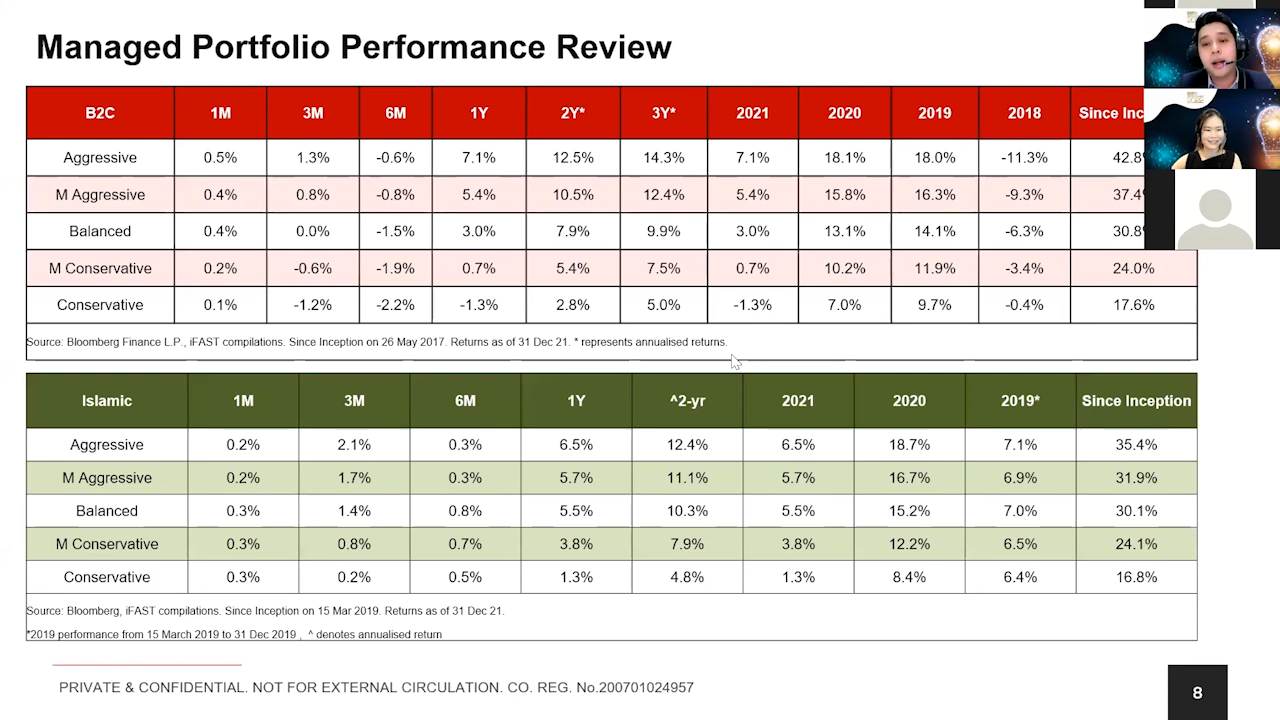 Managed Portfolio Performance Review
B2C 1M 3M 6M 1Y 2Y* 3Y* 2021 2020 2019 2018 Since
Aggressive 0.5% 1.3% -0.6% 7.1% 12.5% 14.3% 7.1% 18.1% 18.0% -11.3% 42.8%
M Aggressive 0.4% 0.8% -0.8% 5.4% 10.5% 12.4% 5.4% 15.8% 16.3% -9.3% 37.4%
Balanced 0.4% 0.0% -1.5% 3.0% 7.9% 9.9% 3.0% 13.1% 14.1% -6.3% 30.8%
M Conservative 0.2% -0.6% -1.9% 0.7% 5.4% 7.5% 0.7% 10.2% 11.9% -3.4% 24.0%
Conservative 0.1% -1.2% -2.2% -1.3% 2.8% 5.0% -1.3% 7.0% 9.7% -0.4% 17.6%
Source: Bloomberg Finance L.P., iFAST compilations. Since Inception on 26 May 2017. Returns as of 31 Dec 21. * represents annualised returns.
Islamic 1M 3M 6M 1Y ^2-yr 2021 2020 2019* Since Inception
Aggressive 0.2% 2.1% 0.3% 6.5% 12.4% 6.5% 18.7% 7.1% 35.4%
M Aggressive 0.2% 1.7% 0.3% 5.7% 11.1% 5.7% 16.7% 6.9% 31.9%
Balanced 0.3% 1.4% 0.8% 5.5% 10.3% 5.5% 15.2% 7.0% 30.1%
M Conservative 0.3% 0.8% 0.7% 3.8% 7.9% 3.8% 12.2% 6.5% 24.1%
Conservative 0.3% 0.2% 0.5% 1.3% 4.8% 1.3% 8.4% 6.4% 16.8%
Source: Bloomberg, iFAST compilations. Since Inception on 15 Mar 2019. Returns as of 31 Dec 21.
*2019 performance from 15 March 2019 to 31 Dec 2019 , ^ denotes annualised return
PRIVATE & CONFIDENTIAL. NOT FOR EXTERNAL CIRCULATION. CO. REG. No.200701024957
8